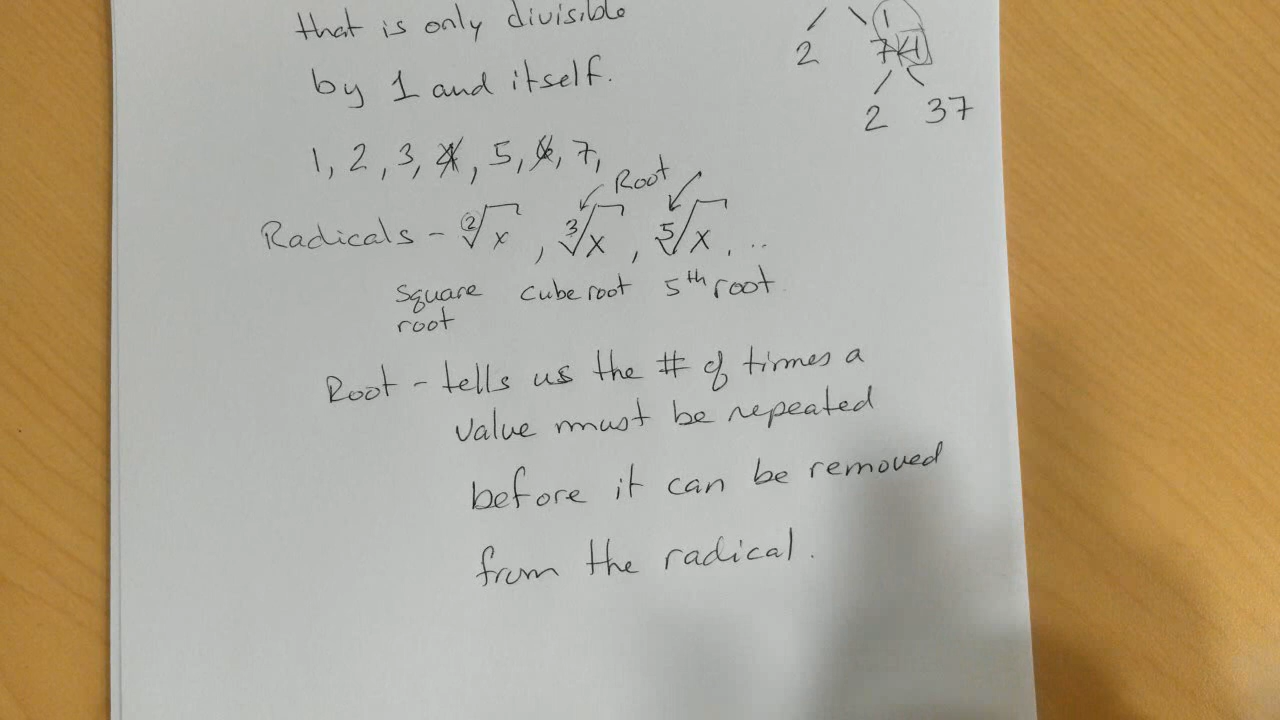 that is only divisible
by 1 and itself.
1, 2, 3, 4, 5, 6, 7,
Root
Radicals - ²√x , ³√x , ⁵√x , ..
square root
cube root
5th root
Root - tells us the # of times a
value must be repeated
before it can be removed
from the radical.
2
74
2 37